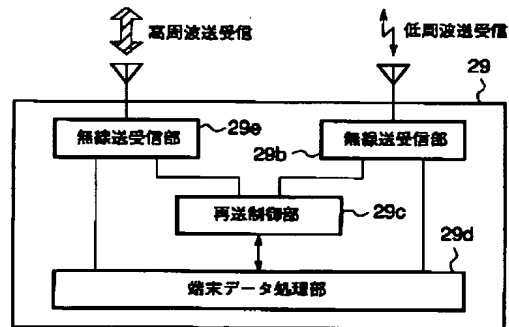 高周波送受信
低周波送受信
29
無線送受信部
29a
29b
無線送受信部
再送制御部
29c
29d
端末データ処理部